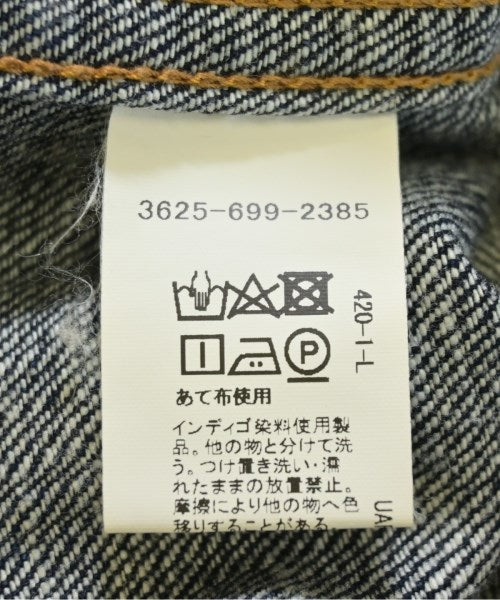 3625-699-2385
P
420-1-L
あて布使用
インディゴ染料使用製
品。他の物と分けて洗
う。つけ置き洗い・濡
れたままの放置禁止。
摩擦により他の物へ色
移りすることがある
UA